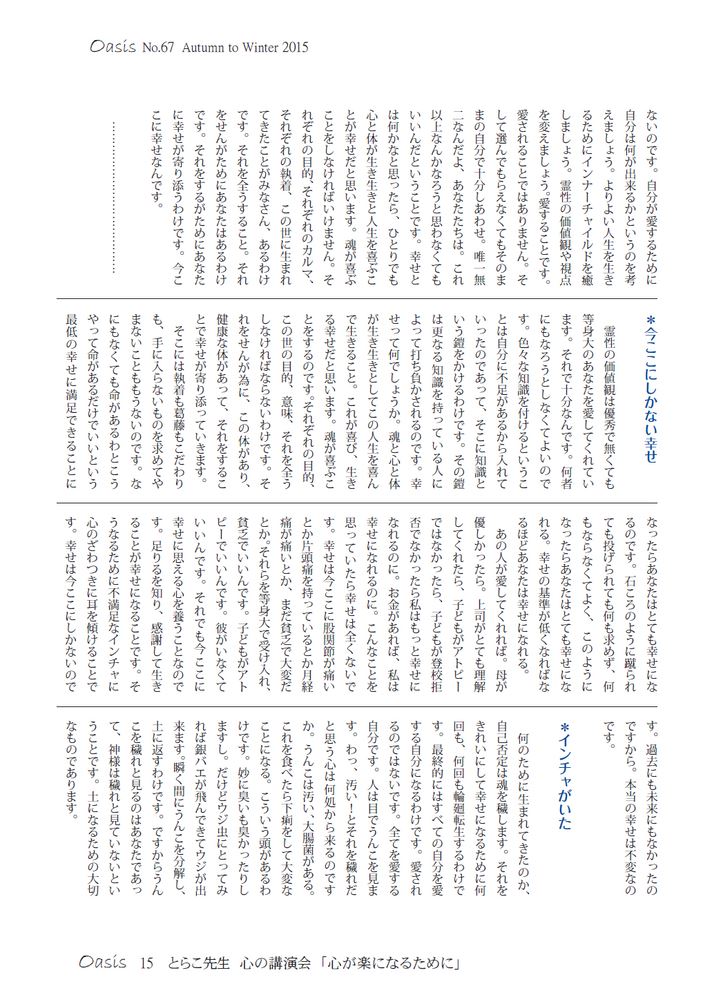 Oasis No.67 Autumn to Winter 2015
ないのです。自分が愛するために
自分は何が出来るかというのを考
えましょう。よりよい人生を生き
るためにインナーチャイルドを癒
しましょう。霊性の価値観や視点
を変えましょう。愛することです。
愛されることではありません。そ
して選んでもらえなくてもそのま
まの自分で十分しあわせ。唯一無
二なんだよ、あなたたちは。これ
以上なんかなろうと思わなくても
いいんだということです。幸せと
は何かなと思ったら、ひとりでも
心と体が生き生きと人生を喜ぶこ
とが幸せだと思います。魂が喜ぶ
ことをしなければいけません。そ
れぞれの目的、それぞれのカルマ、
それぞれの執着、この世に生まれ
てきたことがみなさん、あるわけ
です。それを全うすること。それ
をせんがためにあなたはあるわけ
です。それをするがためにあなた
に幸せが寄り添うわけです。今こ
こに幸せなんです。
*今ここにしかない幸せ
霊性の価値観は優秀で無くても
等身大のあなたを愛してくれてい
ます。それで十分なんです。何者
にもなろうとしなくてよいので
す。色々な知識を付けるというこ
とは自分に不足があるから入れて
いったのであって、そこに知識と
いう鎧をかけるわけです。その鎧
は更なる知識を持っている人に
よって打ち負かされるのです。幸
せって何でしょうか。魂と心と体
が生き生きとしてこの人生を喜ん
で生きること。これが喜び、生き
る幸せだと思います。魂が喜ぶこ
とをするのです。それぞれの目的、
この世の目的、意味、それを全う
しなければならないわけです。そ
れをせんが為に、この体があり、
健康な体があって、それをするこ
とで幸せが寄り添っていきます。
そこには執着も葛藤もこだわり
も、手に入らないものを求めてや
まないこともないのです。な
にもなくても命があるわとこう
やって命があるだけでいいという
最低の幸せに満足できることに
なったらあなたはとても幸せにな
るのです。石ころのように蹴られ
ても投げられても何も求めず、何
もならなくてよく、このように
なったらあなたはとても幸せにな
れる。幸せの基準が低くなればな
るほどあなたは幸せになれる。
あの人が愛してくれれば。母が
優しかったら。上司がとても理解
してくれたら、子どもがアトピー
ではなかったら、子どもが登校拒
否でなかったら私はもっと幸せに
なれるのに。お金があれば、私は
幸せになれるのに。こんなことを
思っていたら幸せは全くないで
す。幸せは今ここに股関節が痛い
とか片頭痛を持っているとか月経
痛が痛いとか、まだ貧乏で大変だ
とか。それらを等身大で受け入れ、
貧乏でいいんです。子どもがアト
ピーでいいんです。彼がいなくて
いいんです。それでも今ここに
幸せに思える心を養うことなので
す。足りるを知り、感謝して生き
ることが幸せになることです。そ
うなるために不満足なインチャに
心のざわつきに耳を傾けることで
す。幸せは今ここにしかないので
す。過去にも未来にもなかったの
ですから。本当の幸せは不変なの
です。
*インチャがいた
何のために生まれてきたのか、
自己否定は魂を穢します。それを
きれいにして幸せになるために何
回も、何回も輪廻転生するわけで
す。最終的にはすべての自分を愛
する自分になるわけです。愛され
るのではないです。全てを愛する
自分です。人は目でうんこを見ま
す。わっ、汚い!とそれを穢れだ
と思う心は何処から来るのです
か。うんこは汚い、大腸菌がある。
これを食べたら下痢をして大変な
ことになる。こういう頭があるわ
けです。妙に臭いも臭かったりし
ますし。だけどウジ虫にとってみ
れば銀バエが飛んできてウジが出
来ます。瞬く間にうんこを分解し、
土に返すわけです。ですからうん
こを穢れと見るのはあなたであっ
て、神様は穢れと見ていないとい
うことです。土になるための大切
なものであります。
Oasis 15 とらこ先生 心の講演会「心が楽になるために」